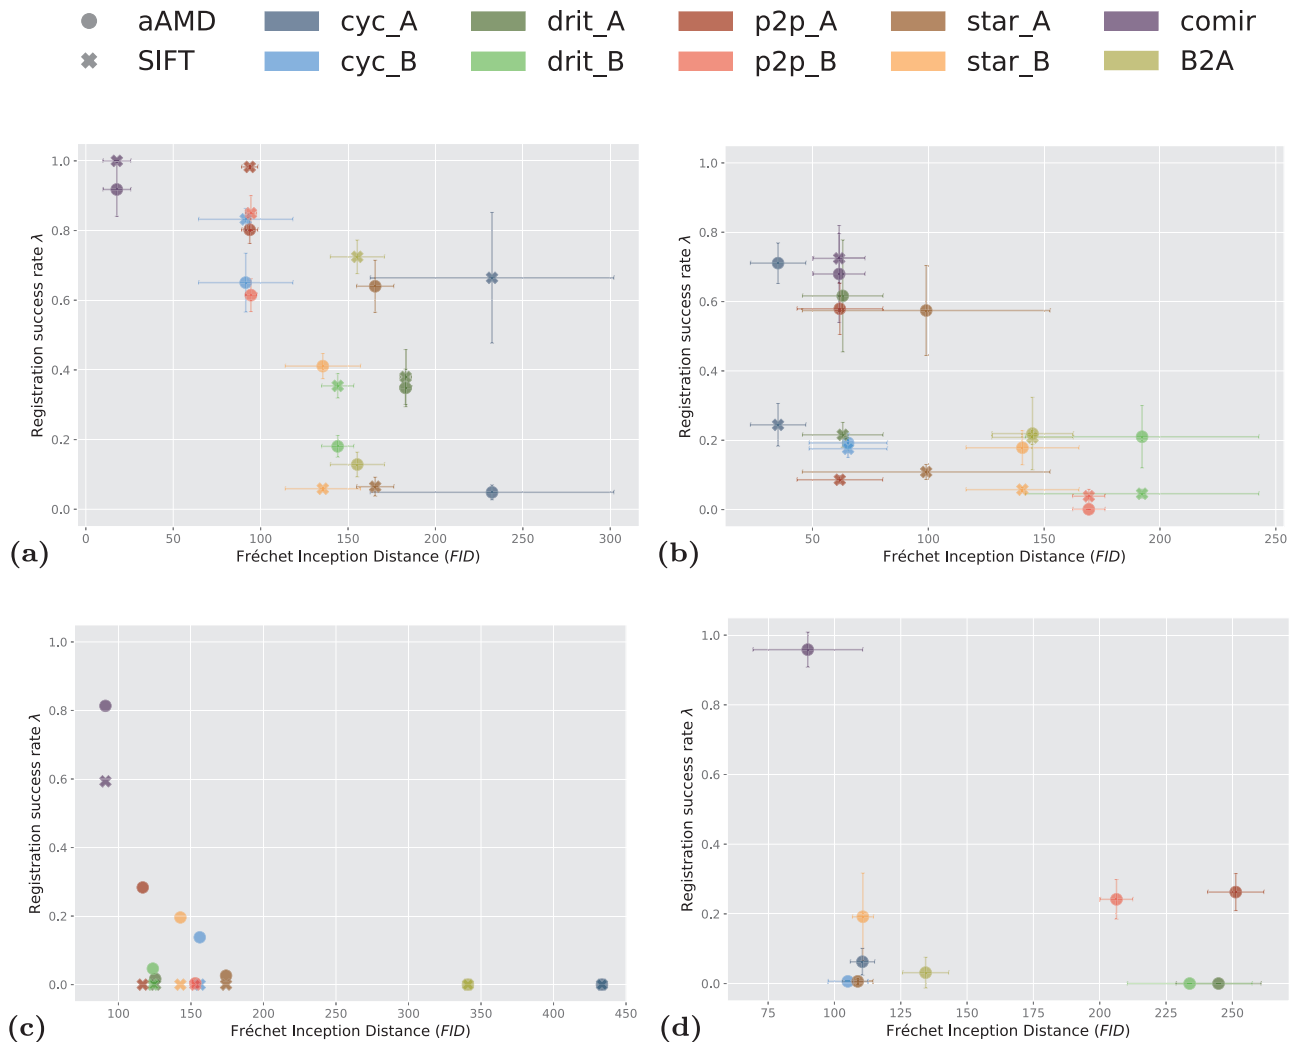 aAMD cyc_A drit_A p2p_A star_A comir
SIFT cyc_B drit_B p2p_B star_B B2A
1.0
0.8
0.6
0.4
0.2
0.0
Registration success rate λ
0 50 100 150 200 250 300
Fréchet Inception Distance (FID)
(a)
1.0
0.8
0.6
0.4
0.2
0.0
Registration success rate λ
50 100 150 200 250
Fréchet Inception Distance (FID)
(b)
1.0
0.8
0.6
0.4
0.2
0.0
Registration success rate λ
100 150 200 250 300 350 400 450
Fréchet Inception Distance (FID)
(c)
1.0
0.8
0.6
0.4
0.2
0.0
Registration success rate λ
75 100 125 150 175 200 225 250
Fréchet Inception Distance (FID)
(d)